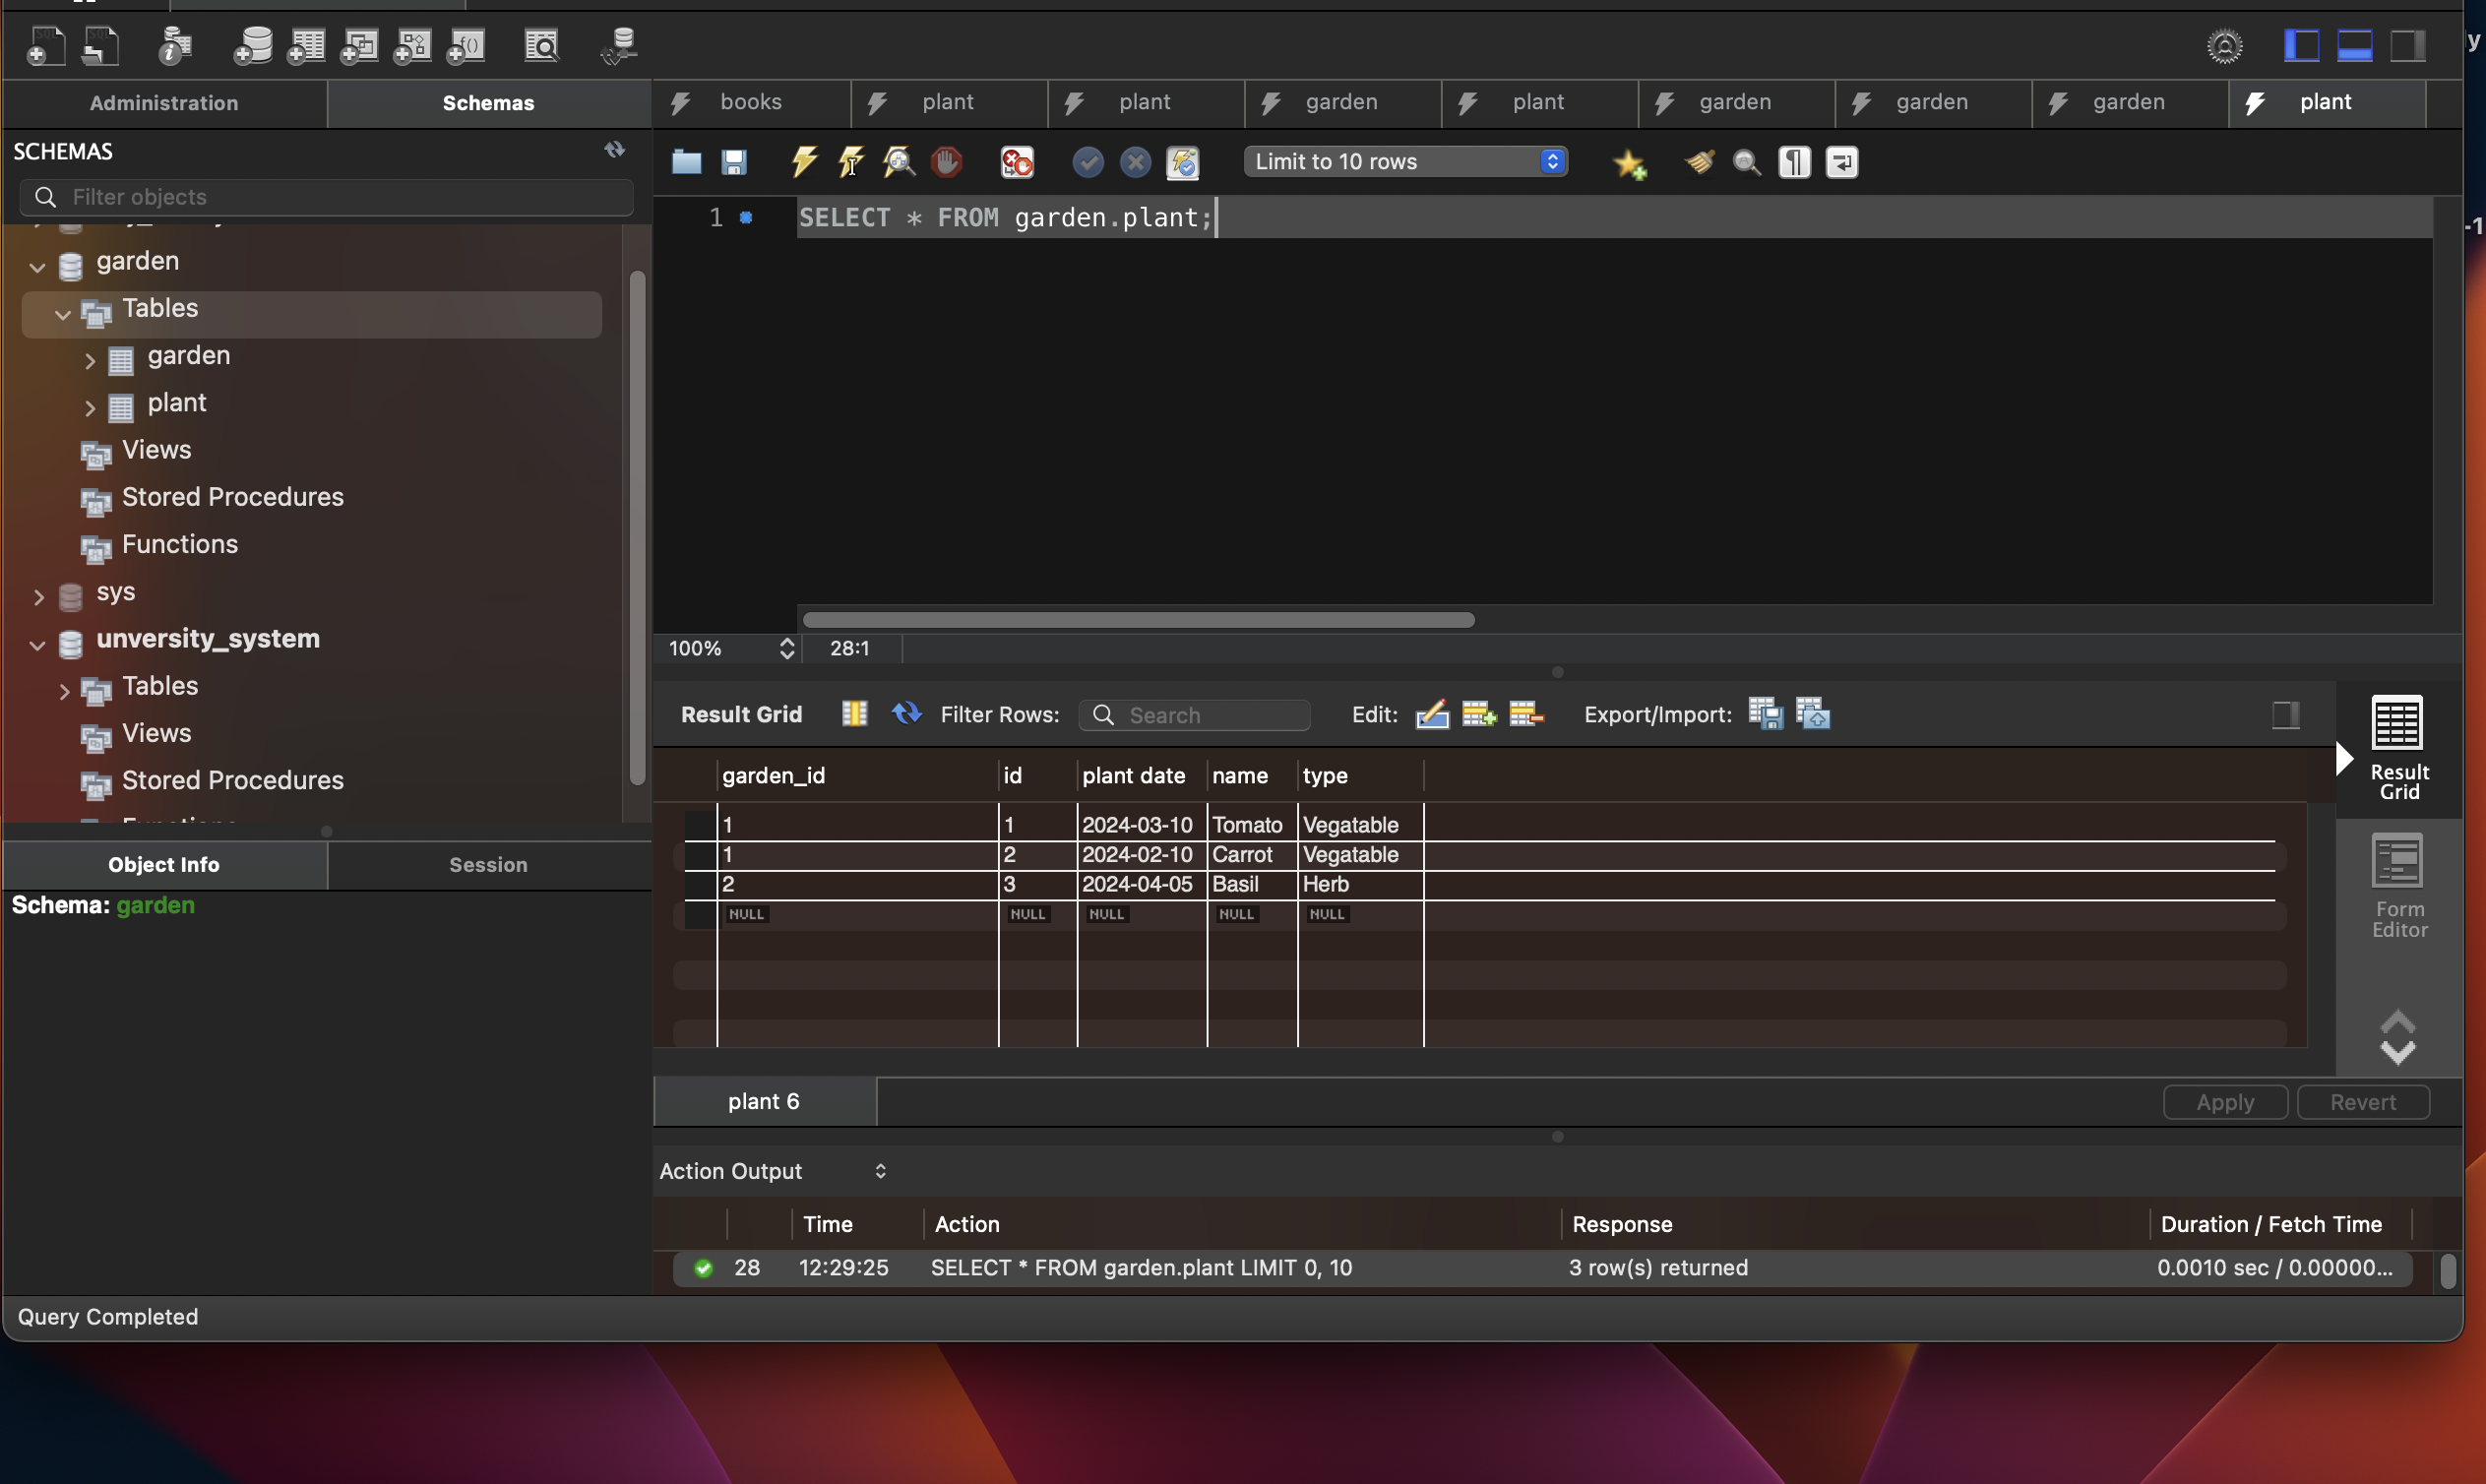 Administration
Schemas
books
plant
plant
garden
plant
garden
garden
garden
plant
SCHEMAS
Filter objects
garden
Tables
garden
plant
Views
Stored Procedures
Functions
sys
unversity_system
Tables
Views
Stored Procedures
Limit to 10 rows
1
SELECT * FROM garden.plant;
100%
28:1
Object Info
Session
Schema: garden
Result Grid
Filter Rows:
Search
Edit:
Export/Import:
garden_id id plant date name type
1 1 2024-03-10 Tomato Vegatable
1 2 2024-02-10 Carrot Vegatable
2 3 2024-04-05 Basil Herb
NULL NULL NULL NULL NULL
Result
Grid
Form
Editor
plant 6
Apply
Revert
Action Output
Time Action Response Duration / Fetch Time
28 12:29:25 SELECT * FROM garden.plant LIMIT 0, 10 3 row(s) returned 0.0010 sec / 0.00000...
Query Completed
y
-1